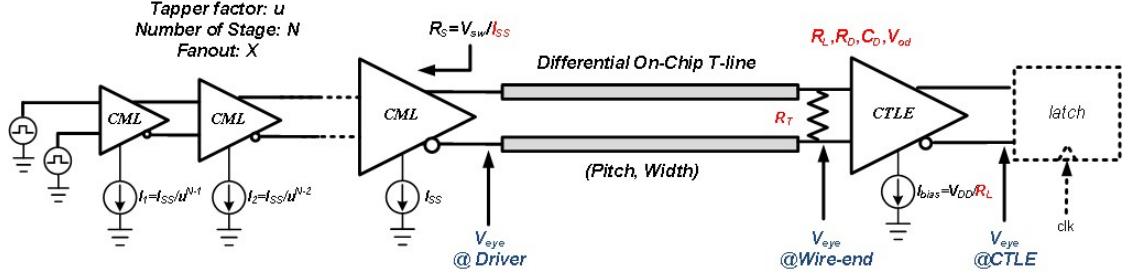 Tapper factor: u
Number of Stage: N
Fanout: X
R_S=V_sw/I_SS
R_L,R_D,C_D,V_od
Differential On-Chip T-line
CML
CML
CML
R_T
CTLE
latch
(Pitch, Width)
I_1=I_SS/u^N-1
I_2=I_SS/u^N-2
I_SS
I_bias=V_DD/R_L
clk
V_eye
@ Driver
V_eye
@Wire-end
V_eye
@CTLE